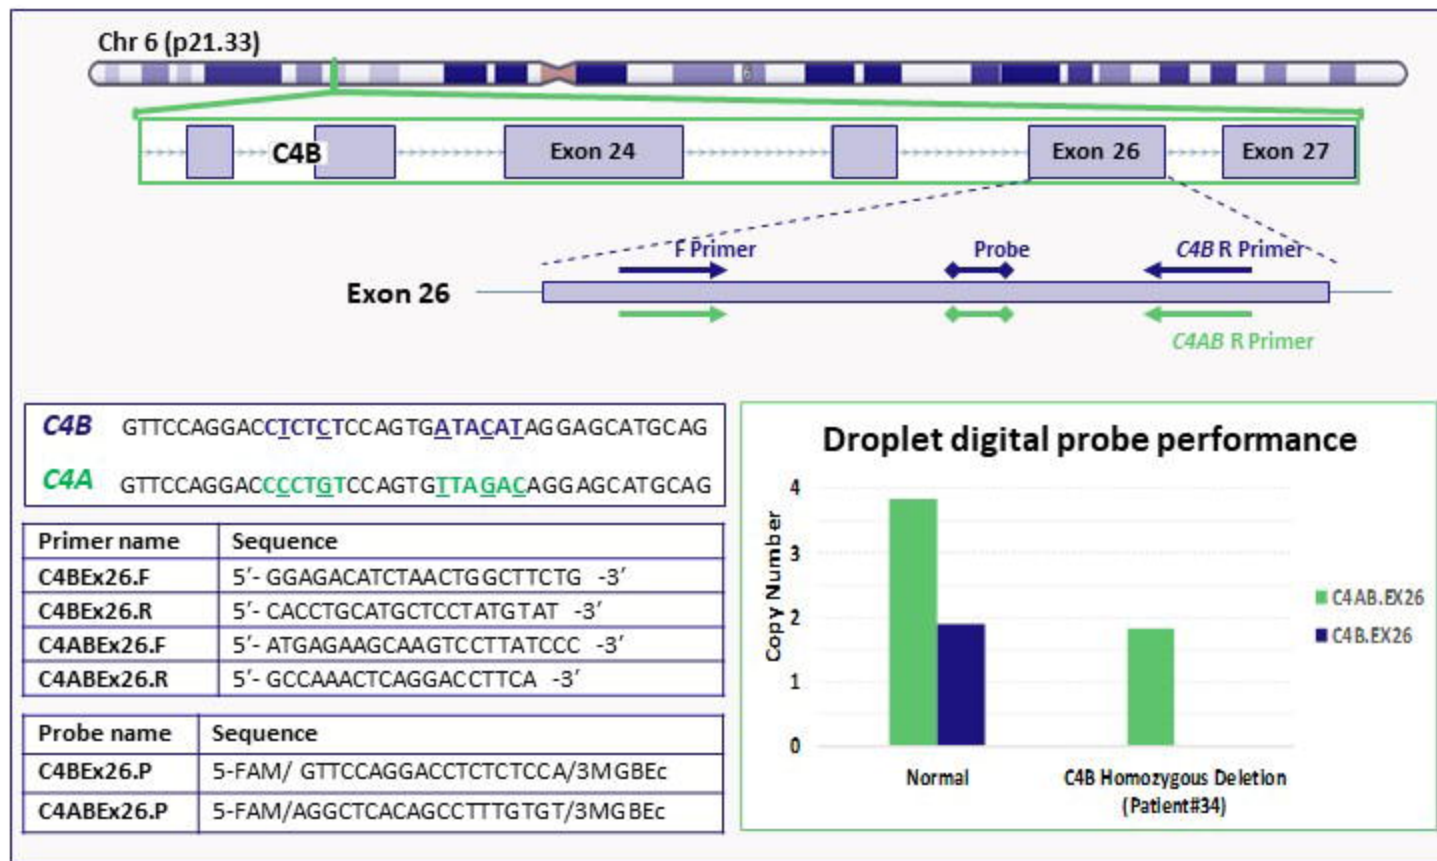 Chr 6 (p21.33)
6
C4B
Exon 24
Exon 26
Exon 27
F Primer
Probe
C4B R Primer
Exon 26
C4AB R Primer
C4B GTTCCAGGACCTCTCTCCAGTGATACATAGGAGCATGCAG
C4A GTTCCAGGACCCCTGTCCAGTGTTAGACAGGAGCATGCAG
Primer name Sequence
C4BEx26.F 5′- GGAGACATCTAACTGGCTTCTG -3′
C4BEx26.R 5′- CACCTGCATGCTCCTATGTAT -3′
C4ABEx26.F 5′- ATGAGAAGCAAGTCCTTATCCC -3′
C4ABEx26.R 5′- GCCAAACTCAGGACCTTCA -3′
Probe name Sequence
C4BEx26.P 5-FAM/ GTTCCAGGACCTCTCTCCA/3MGBEc
C4ABEx26.P 5-FAM/AGGCTCACAGCCTTTGTGT/3MGBEc
Droplet digital probe performance
Copy Number
4
3
2
1
0
Normal
C4B Homozygous Deletion
(Patient#34)
C4AB.EX26
C4B.EX26